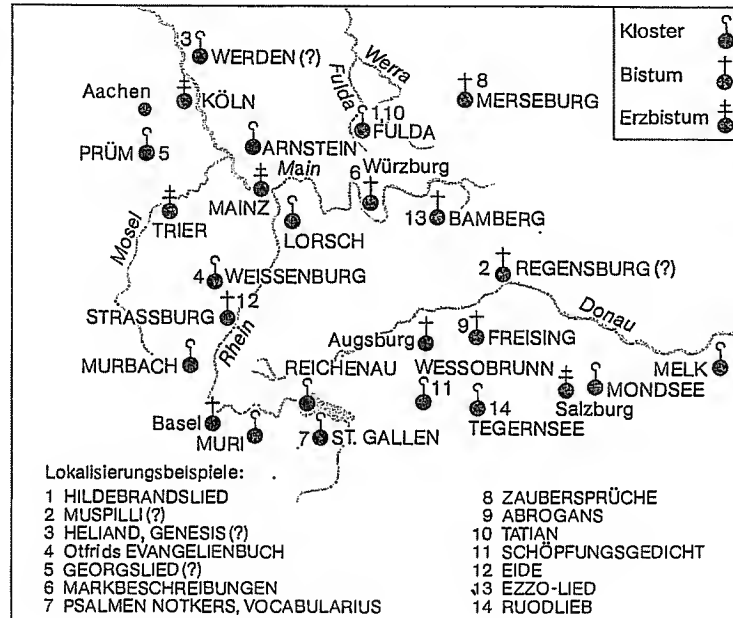 Kloster
Bistum
Erzbistum
3
WERDEN (?)
Werra
Fulda
8
MERSEBURG
Aachen
KÖLN
1,10
FULDA
PRÜM 5
ARNSTEIN
Main
6 Würzburg
MAINZ
13 BAMBERG
TRIER
LORSCH
Mosel
4 WEISSENBURG
2 REGENSBURG (?)
12
STRASSBURG
Rhein
Donau
Augsburg
9 FREISING
MURBACH
REICHENAU
WESSOBRUNN
MELK
11
MONDSEE
Salzburg
Basel
MURI
7 ST. GALLEN
14
TEGERNSEE
Lokalisierungsbeispiele:
1 HILDEBRANDSLIED
2 MUSPILLI (?)
3 HELIAND, GENESIS (?)
4 Otfrids EVANGELIENBUCH
5 GEORGSLIED (?)
6 MARKBESCHREIBUNGEN
7 PSALMEN NOTKERS, VOCABULARIUS
8 ZAUBERSPRÜCHE
9 ABROGANS
10 TATIAN
11 SCHÖPFUNGSGEDICHT
12 EIDE
13 EZZO-LIED
14 RUODLIEB